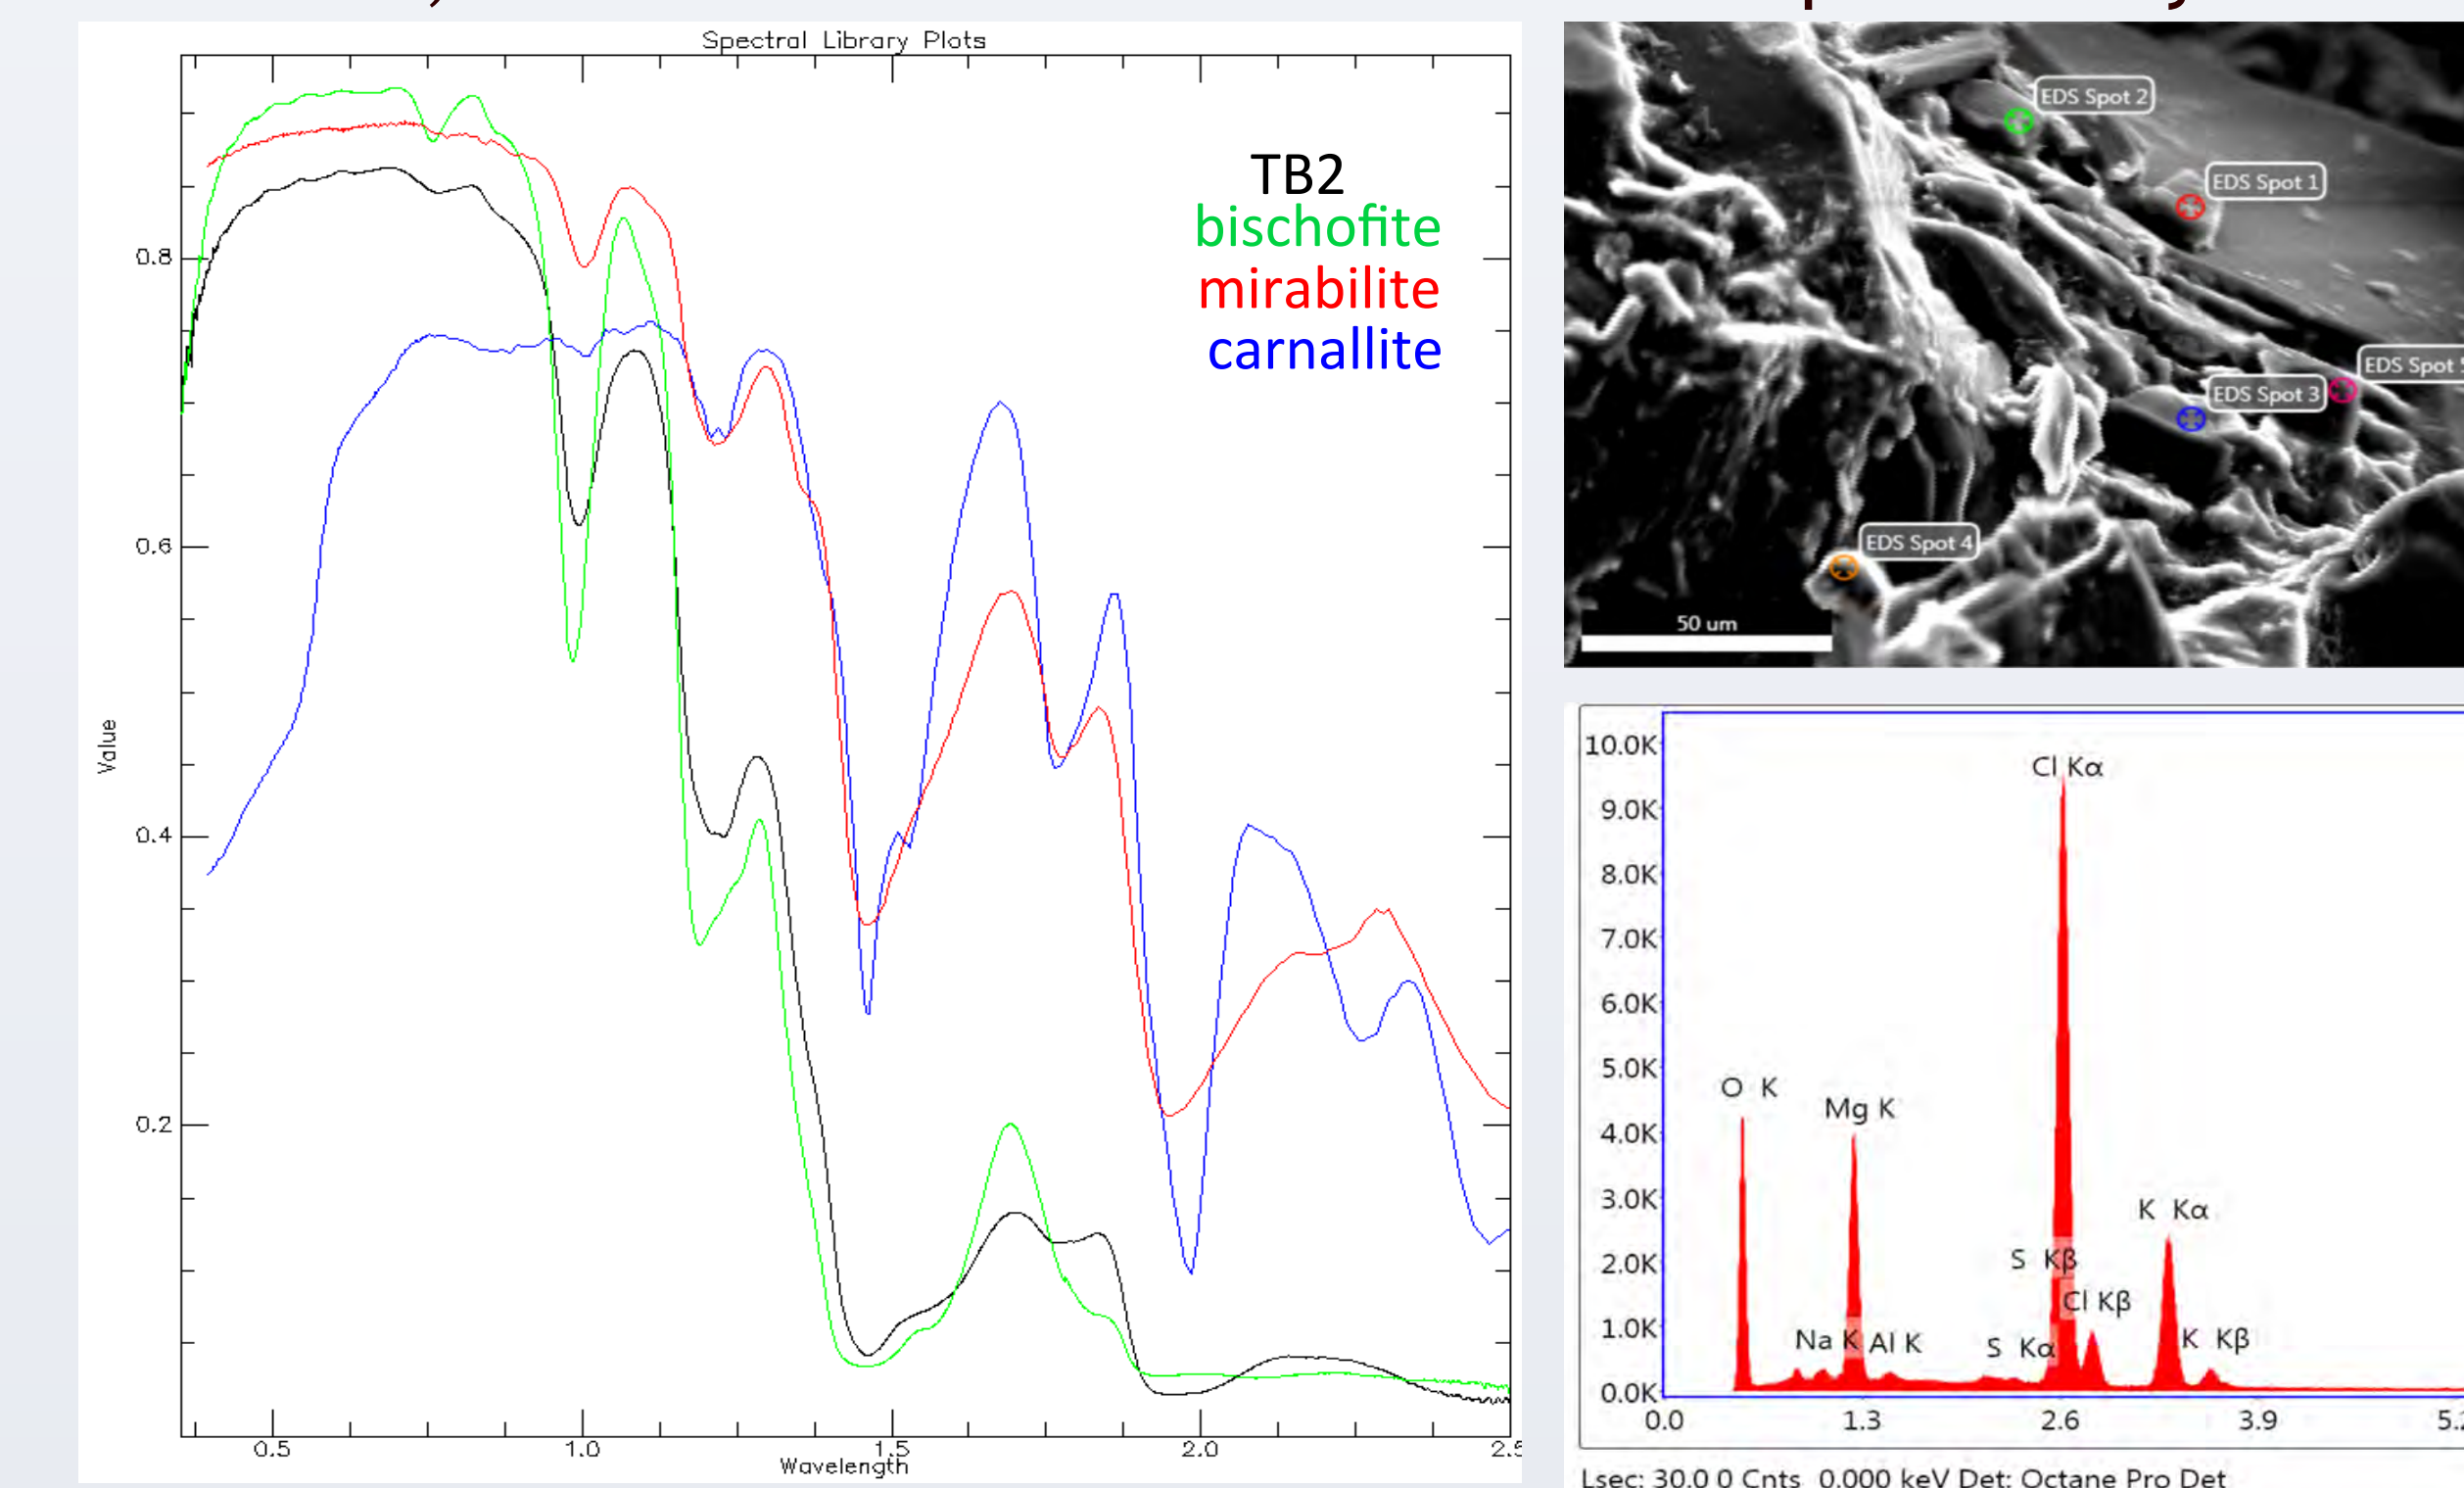 Spectral Library Plots
TB2
bischofite
mirabilite
carnallite
0.8
0.6
0.4
0.2
Value
0.5 1.0 1.5 2.0 2.5
Wavelength
EDS Spot 2
EDS Spot 1
EDS Spot
EDS Spot 3
EDS Spot 4
50 um
10.0K
9.0K
8.0K
7.0K
6.0K
5.0K
4.0K
3.0K
2.0K
1.0K
0.0K
Cl Kα
O K
Mg K
K Kα
S Kβ
Cl Kβ
Na K Al K
S Kα
K Kβ
0.0 1.3 2.6 3.9
Lsec: 30.0 0 Cnts 0.000 keV Det: Octane Pro Det